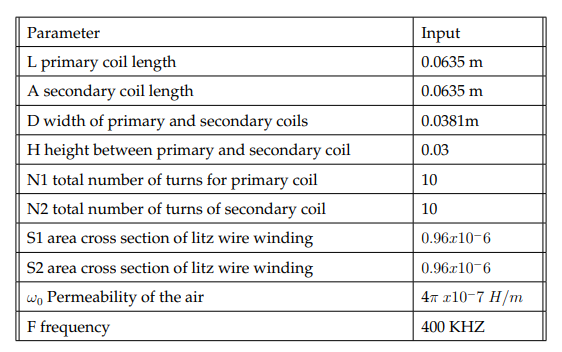 Parameter Input
L primary coil length 0.0635 m
A secondary coil length 0.0635 m
D width of primary and secondary coils 0.0381m
H height between primary and secondary coil 0.03
N1 total number of turns for primary coil 10
N2 total number of turns of secondary coil 10
S1 area cross section of litz wire winding 0.96x10−6
S2 area cross section of litz wire winding 0.96x10−6
ω₀ Permeability of the air 4π x10−7 H/m
F frequency 400 KHZ